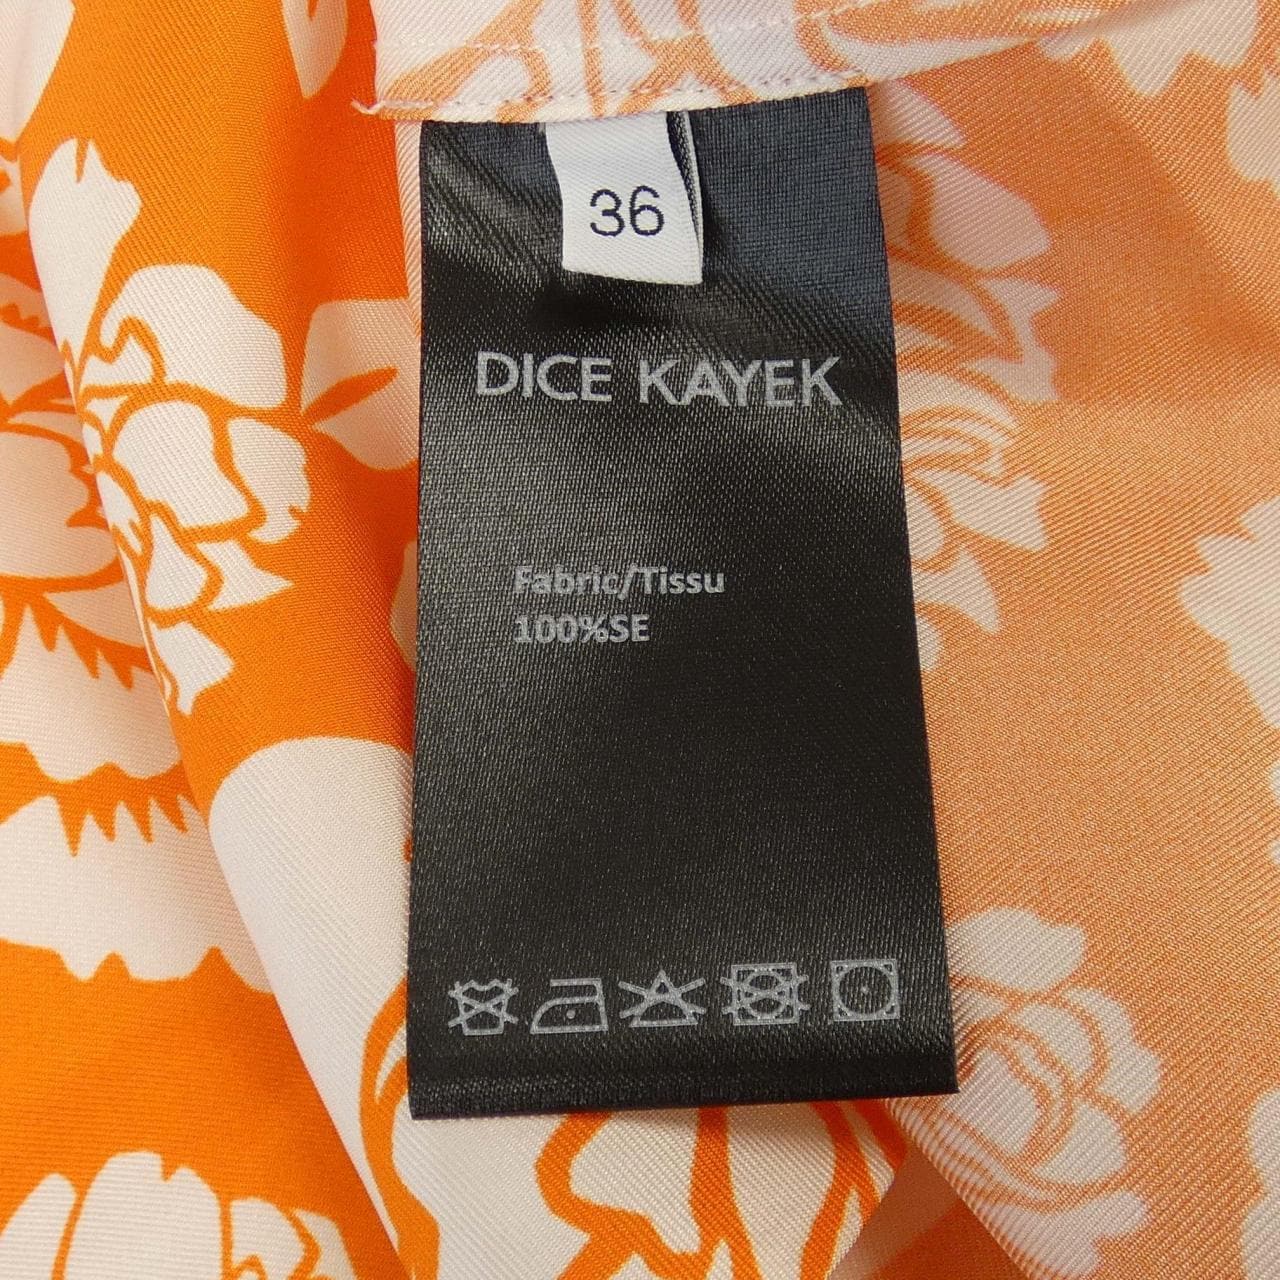 36
DICE KAYEK
Fabric/Tissu
100%SE